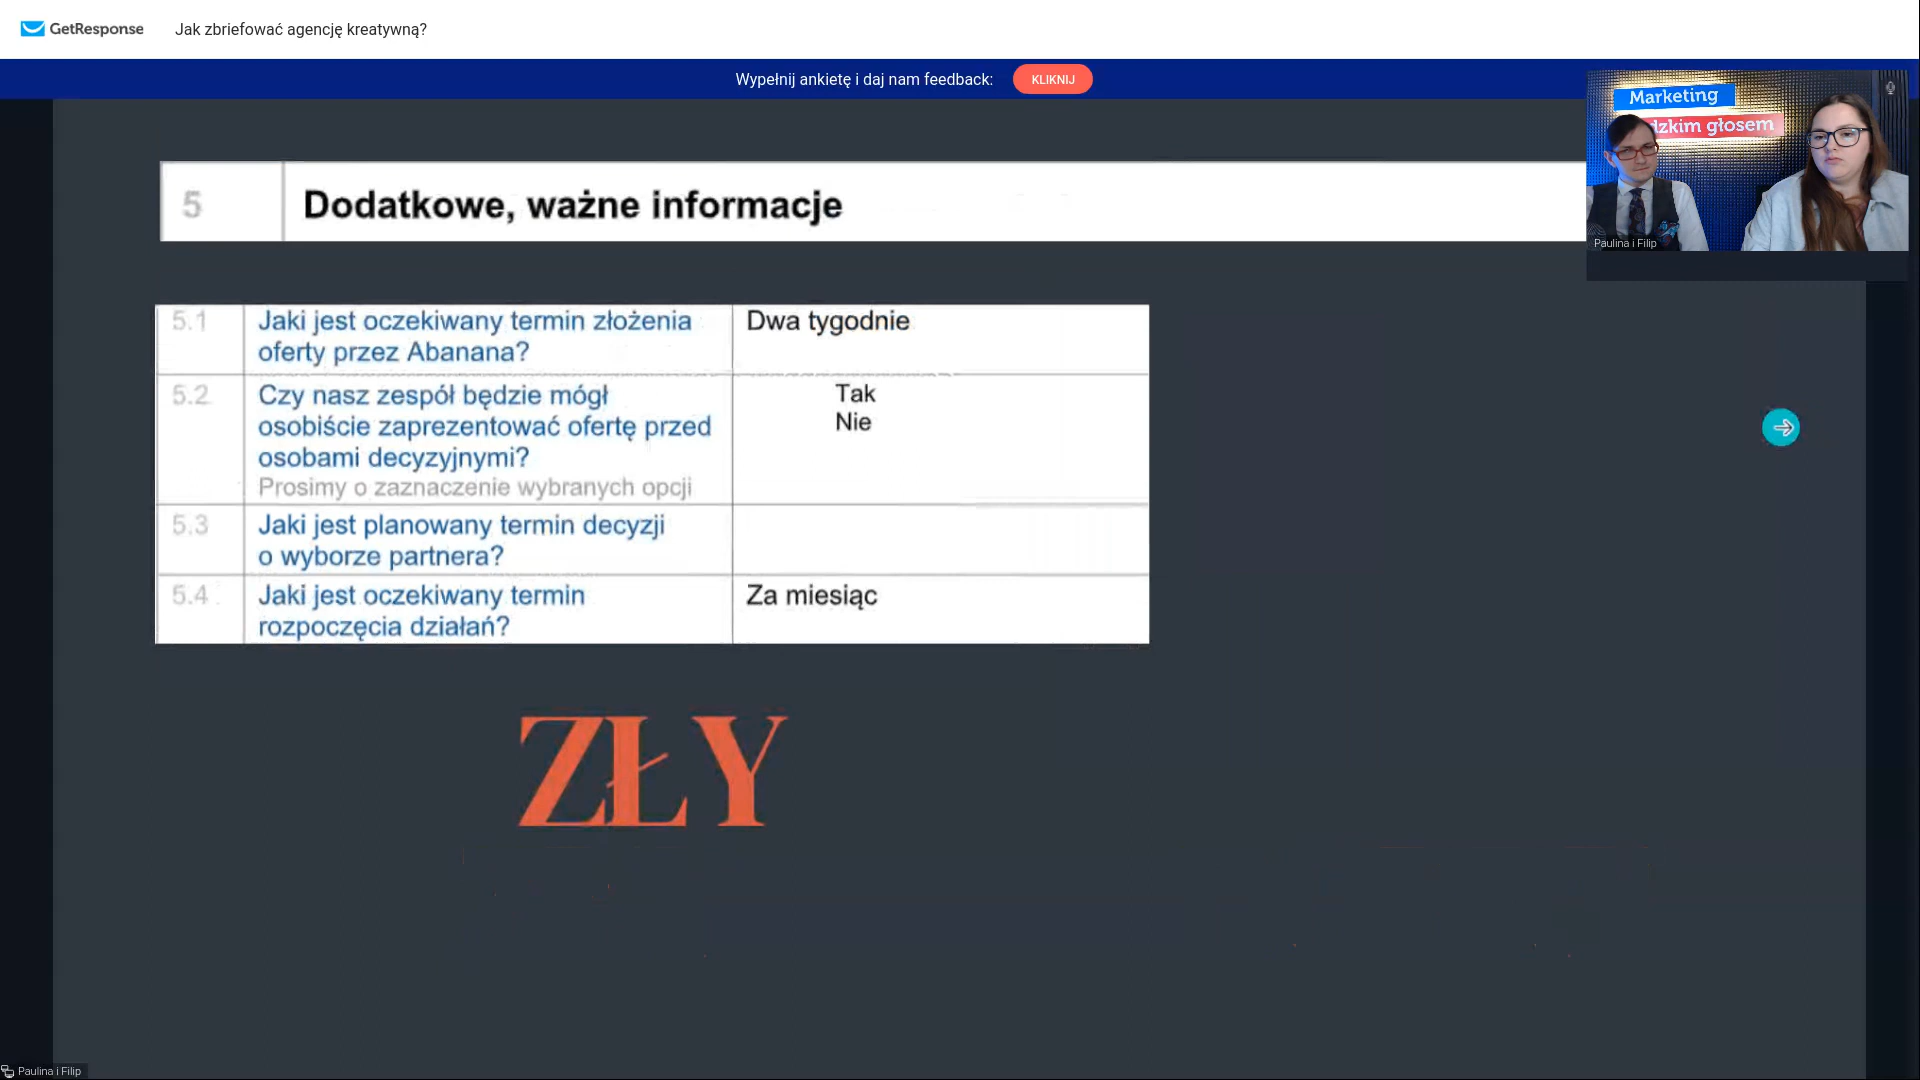 GetResponse
Jak zbriefować agencję kreatywną?
Wypełnij ankietę i daj nam feedback:
KLIKNIJ
Marketing
dzkim głosem
Paulina i Filip
5
Dodatkowe, ważne informacje
5.1
Jaki jest oczekiwany termin złożenia
oferty przez Abanana?
Dwa tygodnie
5.2
Czy nasz zespół będzie mógł
osobiście zaprezentować ofertę przed
osobami decyzyjnymi?
Prosimy o zaznaczenie wybranych opcji
Tak
Nie
5.3
Jaki jest planowany termin decyzji
o wyborze partnera?
5.4
Jaki jest oczekiwany termin
rozpoczęcia działań?
Za miesiąc
ZŁY
Paulina i Filip